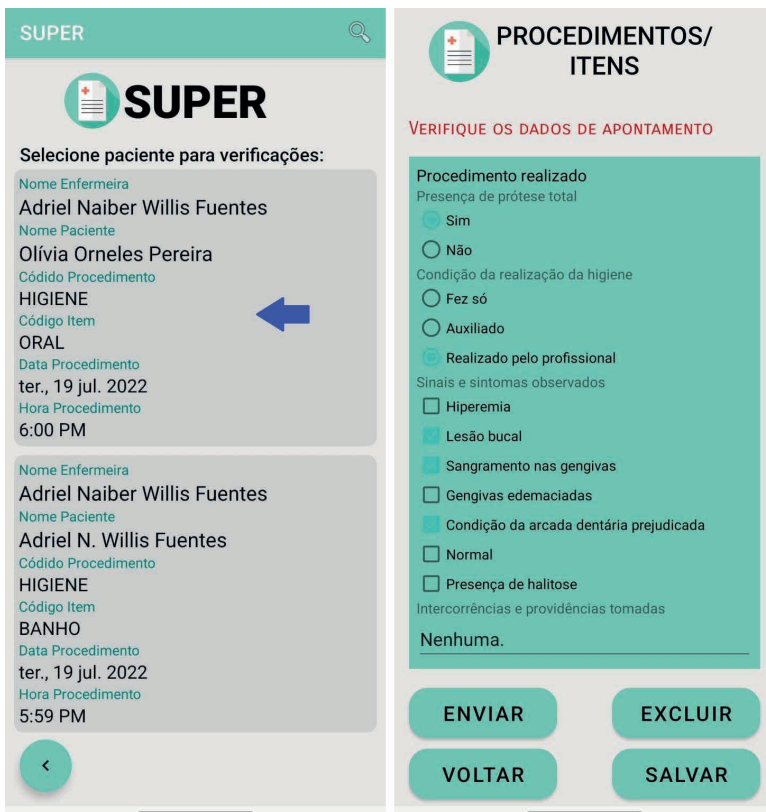 SUPER
SUPER
Selecione paciente para verificações:
Nome Enfermeira
Adriel Naiber Willis Fuentes
Nome Paciente
Olívia Orneles Pereira
Códido Procedimento
HIGIENE
Código Item
ORAL
Data Procedimento
ter., 19 jul. 2022
Hora Procedimento
6:00 PM
Nome Enfermeira
Adriel Naiber Willis Fuentes
Nome Paciente
Adriel N. Willis Fuentes
Códido Procedimento
HIGIENE
Código Item
BANHO
Data Procedimento
ter., 19 jul. 2022
Hora Procedimento
5:59 PM
PROCEDIMENTOS/
ITENS
VERIFIQUE OS DADOS DE APONTAMENTO
Procedimento realizado
Presença de prótese total
Sim
Não
Condição da realização da higiene
Fez só
Auxiliado
Realizado pelo profissional
Sinais e sintomas observados
Hiperemia
Lesão bucal
Sangramento nas gengivas
Gengivas edemaciadas
Condição da arcada dentária prejudicada
Normal
Presença de halitose
Intercorrências e providências tomadas
Nenhuma.
ENVIAR
EXCLUIR
VOLTAR
SALVAR